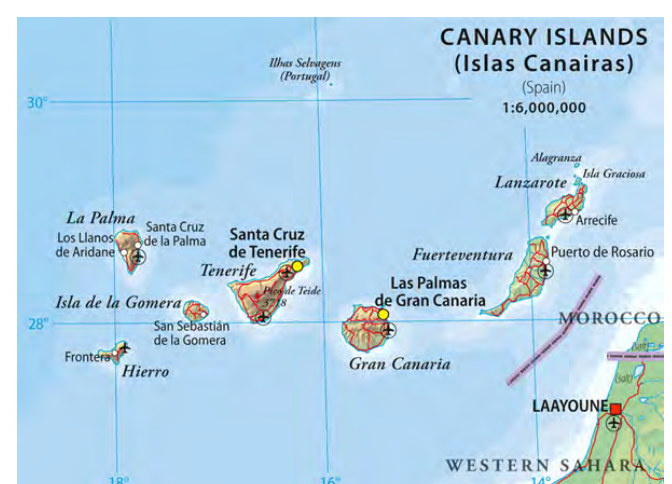 CANARY ISLANDS
(Islas Canairas)
(Spain)
1:6,000,000
Ilhas Selvagens
(Portugal)
30°
Alagranza
Isla Graciosa
Lanzarote
Arrecife
La Palma
Santa Cruz
de la Palma
Los Llanos
de Aridane
Santa Cruz
de Tenerife
Tenerife
Pico de Teide
3718
Fuerteventura
Puerto de Rosario
Las Palmas
de Gran Canaria
Isla de la Gomera
San Sebastián
de la Gomera
28°
MOROCCO
Frontera
Hierro
Gran Canaria
(salt)
LAAYOUNE
WESTERN SAHARA
18°
16°
14°